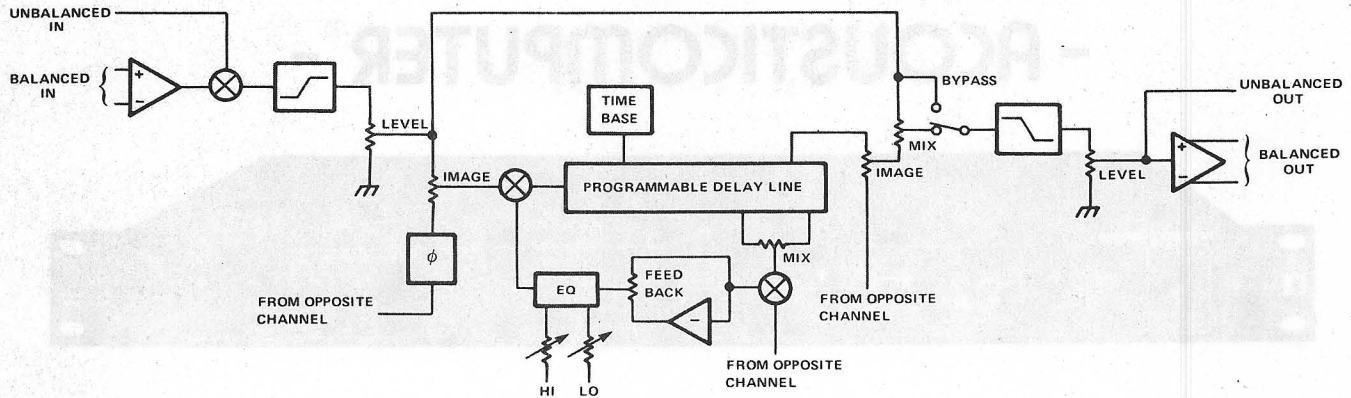 - ACOUSTICOMPUTER -
UNBALANCED
IN
BALANCED
IN
+
−
LEVEL
IMAGE
ϕ
FROM OPPOSITE
CHANNEL
TIME
BASE
PROGRAMMABLE DELAY LINE
MIX
EQ
FEED
BACK
−
HI
LO
FROM OPPOSITE
CHANNEL
IMAGE
FROM OPPOSITE
CHANNEL
BYPASS
MIX
LEVEL
UNBALANCED
OUT
+
−
BALANCED
OUT